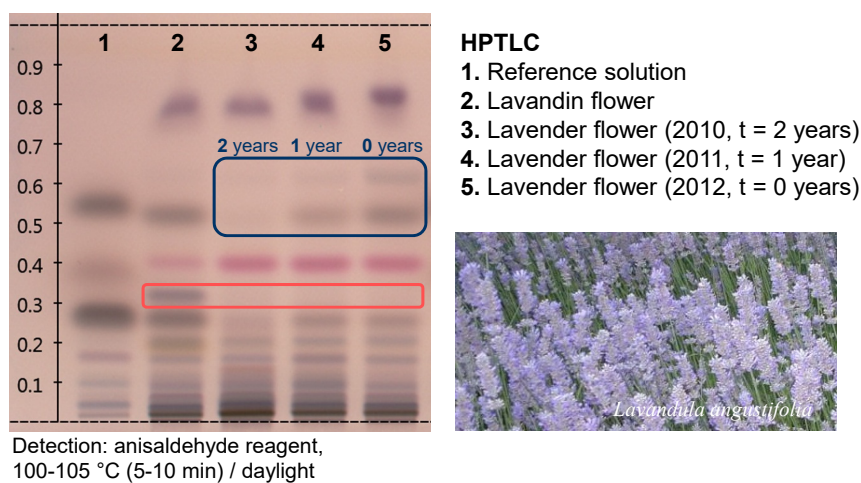 1 2 3 4 5
0.9
0.8
0.7
0.6
0.5
0.4
0.3
0.2
0.1
2 years 1 year 0 years
Detection: anisaldehyde reagent,
100-105 °C (5-10 min) / daylight
HPTLC
1. Reference solution
2. Lavandin flower
3. Lavender flower (2010, t = 2 years)
4. Lavender flower (2011, t = 1 year)
5. Lavender flower (2012, t = 0 years)
Lavandula angustifolia